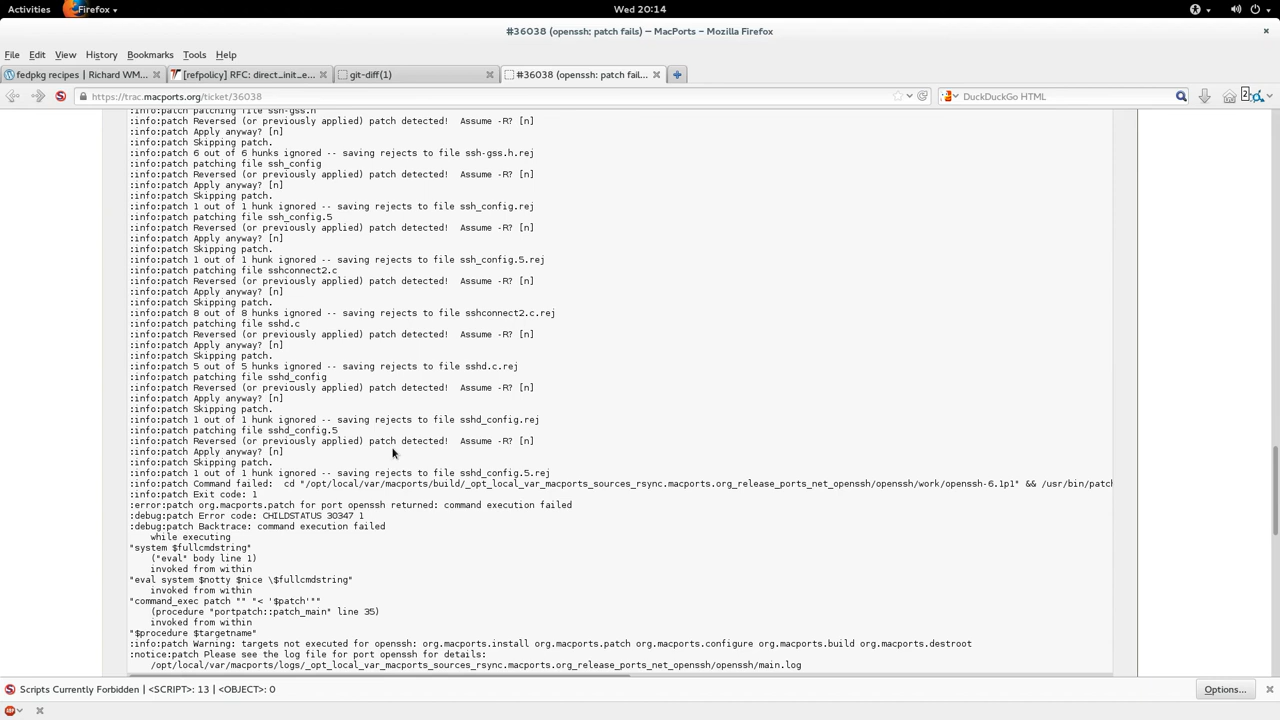 Activities Firefox Wed 20:14
#36038 (openssh: patch fails) — MacPorts – Mozilla Firefox
File Edit View History Bookmarks Tools Help
fedpkg recipes | Richard WM... [refpolicy] RFC: direct_init_e... git-diff(1) #36038 (openssh: patch fail...
https://trac.macports.org/ticket/36038 DuckDuckGo HTML 2
:info:patch patching file ssh-gss.h
:info:patch Reversed (or previously applied) patch detected!  Assume -R? [n]
:info:patch Apply anyway? [n]
:info:patch Skipping patch.
:info:patch 6 out of 6 hunks ignored -- saving rejects to file ssh-gss.h.rej
:info:patch patching file ssh_config
:info:patch Reversed (or previously applied) patch detected!  Assume -R? [n]
:info:patch Apply anyway? [n]
:info:patch Skipping patch.
:info:patch 1 out of 1 hunk ignored -- saving rejects to file ssh_config.rej
:info:patch patching file ssh_config.5
:info:patch Reversed (or previously applied) patch detected!  Assume -R? [n]
:info:patch Apply anyway? [n]
:info:patch Skipping patch.
:info:patch 1 out of 1 hunk ignored -- saving rejects to file ssh_config.5.rej
:info:patch patching file sshconnect2.c
:info:patch Reversed (or previously applied) patch detected!  Assume -R? [n]
:info:patch Apply anyway? [n]
:info:patch Skipping patch.
:info:patch 8 out of 8 hunks ignored -- saving rejects to file sshconnect2.c.rej
:info:patch patching file sshd.c
:info:patch Reversed (or previously applied) patch detected!  Assume -R? [n]
:info:patch Apply anyway? [n]
:info:patch Skipping patch.
:info:patch 5 out of 5 hunks ignored -- saving rejects to file sshd.c.rej
:info:patch patching file sshd_config
:info:patch Reversed (or previously applied) patch detected!  Assume -R? [n]
:info:patch Apply anyway? [n]
:info:patch Skipping patch.
:info:patch 1 out of 1 hunk ignored -- saving rejects to file sshd_config.rej
:info:patch patching file sshd_config.5
:info:patch Reversed (or previously applied) patch detected!  Assume -R? [n]
:info:patch Apply anyway? [n]
:info:patch Skipping patch.
:info:patch 1 out of 1 hunk ignored -- saving rejects to file sshd_config.5.rej
:info:patch Command failed:  cd "/opt/local/var/macports/build/_opt_local_var_macports_sources_rsync.macports.org_release_ports_net_openssh/openssh/work/openssh-6.1p1" && /usr/bin/patch
:info:patch Exit code: 1
:error:patch org.macports.patch for port openssh returned: command execution failed
:debug:patch Error code: CHILDSTATUS 30347 1
:debug:patch Backtrace: command execution failed
while executing
"system $fullcmdstring"
("eval" body line 1)
invoked from within
"eval system $notty $nice \$fullcmdstring"
invoked from within
"command_exec patch "" "< '$patch'""
(procedure "portpatch::patch_main" line 35)
invoked from within
"$procedure $targetname"
:info:patch Warning: targets not executed for openssh: org.macports.install org.macports.patch org.macports.configure org.macports.build org.macports.destroot
:notice:patch Please see the log file for port openssh for details:
/opt/local/var/macports/logs/_opt_local_var_macports_sources_rsync.macports.org_release_ports_net_openssh/openssh/main.log
Scripts Currently Forbidden | <SCRIPT>: 13 | <OBJECT>: 0 Options...
ABP